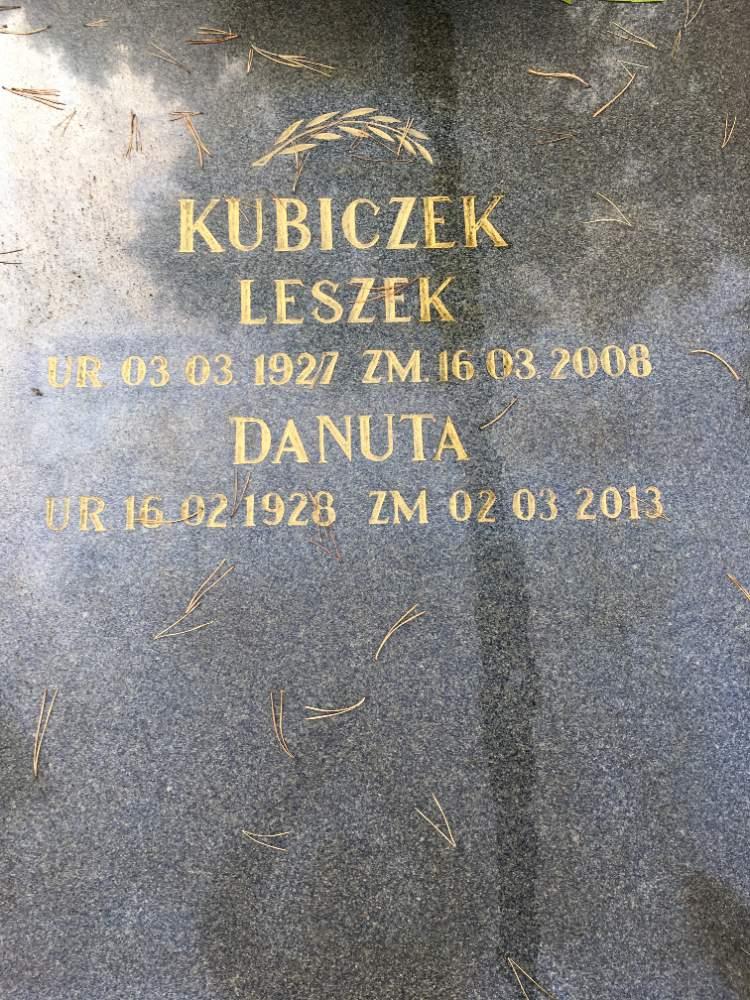 KUBICZEK
LESZEK
UR. 03 03. 1927 ZM. 16 03. 2008
DANUTA
UR 16 02 1928 ZM 02 03 2013